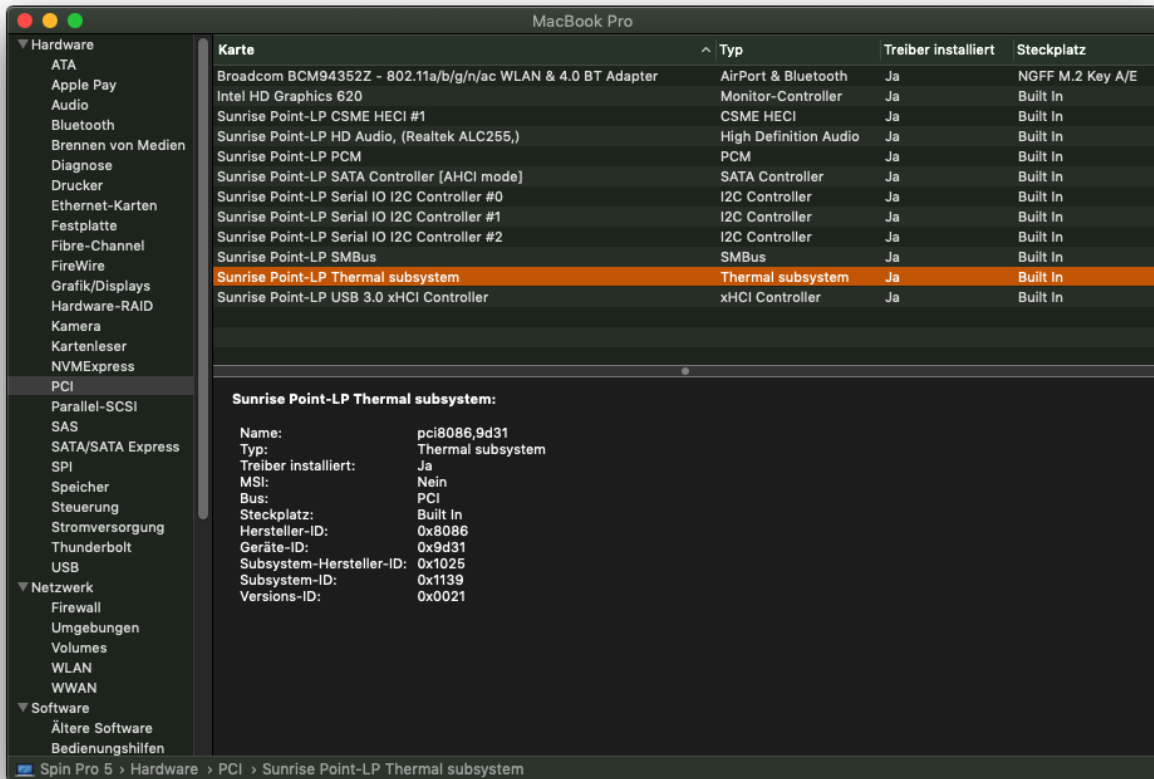 MacBook Pro
Hardware
ATA
Apple Pay
Audio
Bluetooth
Brennen von Medien
Diagnose
Drucker
Ethernet-Karten
Festplatte
Fibre-Channel
FireWire
Grafik/Displays
Hardware-RAID
Kamera
Kartenleser
NVMExpress
PCI
Parallel-SCSI
SAS
SATA/SATA Express
SPI
Speicher
Steuerung
Stromversorgung
Thunderbolt
USB
Netzwerk
Firewall
Umgebungen
Volumes
WLAN
WWAN
Software
Ältere Software
Bedienungshilfen
Karte Typ Treiber installiert Steckplatz
Broadcom BCM94352Z - 802.11a/b/g/n/ac WLAN & 4.0 BT Adapter AirPort & Bluetooth Ja NGFF M.2 Key A/E
Intel HD Graphics 620 Monitor-Controller Ja Built In
Sunrise Point-LP CSME HECI #1 CSME HECI Ja Built In
Sunrise Point-LP HD Audio, (Realtek ALC255,) High Definition Audio Ja Built In
Sunrise Point-LP PCM PCM Ja Built In
Sunrise Point-LP SATA Controller [AHCI mode] SATA Controller Ja Built In
Sunrise Point-LP Serial IO I2C Controller #0 I2C Controller Ja Built In
Sunrise Point-LP Serial IO I2C Controller #1 I2C Controller Ja Built In
Sunrise Point-LP Serial IO I2C Controller #2 I2C Controller Ja Built In
Sunrise Point-LP SMBus SMBus Ja Built In
Sunrise Point-LP Thermal subsystem Thermal subsystem Ja Built In
Sunrise Point-LP USB 3.0 xHCI Controller xHCI Controller Ja Built In
Sunrise Point-LP Thermal subsystem:
Name: pci8086,9d31
Typ: Thermal subsystem
Treiber installiert: Ja
MSI: Nein
Bus: PCI
Steckplatz: Built In
Hersteller-ID: 0x8086
Geräte-ID: 0x9d31
Subsystem-Hersteller-ID: 0x1025
Subsystem-ID: 0x1139
Versions-ID: 0x0021
Spin Pro 5 › Hardware › PCI › Sunrise Point-LP Thermal subsystem